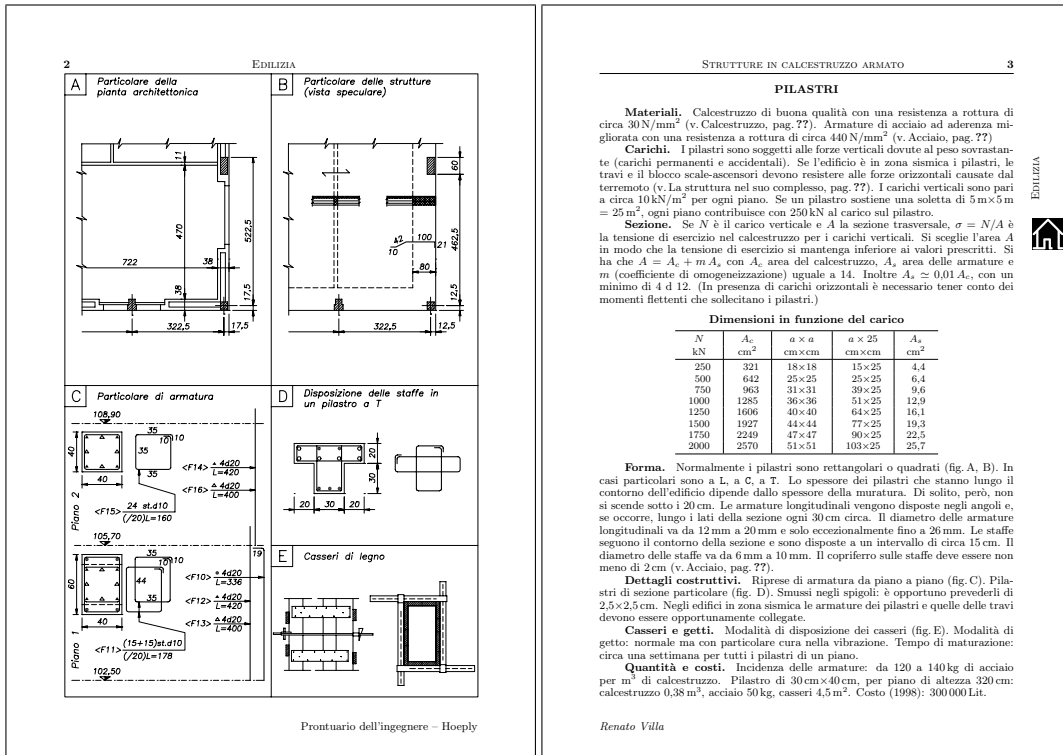 2
EDILIZIA
A
Particolare della
pianta architettonica
B
Particolare delle strutture
(vista speculare)
11
470
522,5
722
38
38
17,5
322,5
17,5
60
42
10
100
21
462,5
80
12,5
322,5
12,5
C
Particolare di armatura
108,90
35
10
10
40
35
35
40
<F14> 4d20
L=420
<F16> 4d20
L=400
<F15> 24 st.d10
(/20)L=160
Piano 2
105,70
19
35
10
10
60
44
35
40
<F10> 4d20
L=336
<F12> 4d20
L=420
<F13> 4d20
L=400
<F11> (15+15)st.d10
(/20)L=178
Piano 1
102,50
D
Disposizione delle staffe in
un pilastro a T
20
30
20
30
20
E
Casseri di legno
Prontuario dell'ingegnere – Hoeply
STRUTTURE IN CALCESTRUZZO ARMATO
3
PILASTRI
Materiali. Calcestruzzo di buona qualità con una resistenza a rottura di
circa 30 N/mm² (v. Calcestruzzo, pag. ??). Armature di acciaio ad aderenza mi-
gliorata con una resistenza a rottura di circa 440 N/mm² (v. Acciaio, pag. ??)
Carichi. I pilastri sono soggetti alle forze verticali dovute al peso sovrastan-
te (carichi permanenti e accidentali). Se l'edificio è in zona sismica i pilastri, le
travi e il blocco scale-ascensori devono resistere alle forze orizzontali causate dal
terremoto (v. La struttura nel suo complesso, pag. ??). I carichi verticali sono pari
a circa 10 kN/m² per ogni piano. Se un pilastro sostiene una soletta di 5 m×5 m
= 25 m², ogni piano contribuisce con 250 kN al carico sul pilastro.
Sezione. Se N è il carico verticale e A la sezione trasversale, σ = N/A è
la tensione di esercizio nel calcestruzzo per i carichi verticali. Si sceglie l'area A
in modo che la tensione di esercizio si mantenga inferiore ai valori prescritti. Si
ha che A = Ac + m As con Ac area del calcestruzzo, As area delle armature e
m (coefficiente di omogeneizzazione) uguale a 14. Inoltre As ≃ 0,01 Ac, con un
minimo di 4 d 12. (In presenza di carichi orizzontali è necessario tener conto dei
momenti flettenti che sollecitano i pilastri.)
Dimensioni in funzione del carico
N Ac a × a a × 25 As
kN cm² cm×cm cm×cm cm²
250 321 18×18 15×25 4,4
500 642 25×25 25×25 6,4
750 963 31×31 39×25 9,6
1000 1285 36×36 51×25 12,9
1250 1606 40×40 64×25 16,1
1500 1927 44×44 77×25 19,3
1750 2249 47×47 90×25 22,5
2000 2570 51×51 103×25 25,7
Forma. Normalmente i pilastri sono rettangolari o quadrati (fig. A, B). In
casi particolari sono a L, a C, a T. Lo spessore dei pilastri che stanno lungo il
contorno dell'edificio dipende dallo spessore della muratura. Di solito, però, non
si scende sotto i 20 cm. Le armature longitudinali vengono disposte negli angoli e,
se occorre, lungo i lati della sezione ogni 30 cm circa. Il diametro delle armature
longitudinali va da 12 mm a 20 mm e solo eccezionalmente fino a 26 mm. Le staffe
seguono il contorno della sezione e sono disposte a un intervallo di circa 15 cm. Il
diametro delle staffe va da 6 mm a 10 mm. Il copriferro sulle staffe deve essere non
meno di 2 cm (v. Acciaio, pag. ??).
Dettagli costruttivi. Riprese di armatura da piano a piano (fig. C). Pila-
stri di sezione particolare (fig. D). Smussi negli spigoli: è opportuno prevederli di
2,5×2,5 cm. Negli edifici in zona sismica le armature dei pilastri e quelle delle travi
devono essere opportunamente collegate.
Casseri e getti. Modalità di disposizione dei casseri (fig. E). Modalità di
getto: normale ma con particolare cura nella vibrazione. Tempo di maturazione:
circa una settimana per tutti i pilastri di un piano.
Quantità e costi. Incidenza delle armature: da 120 a 140 kg di acciaio
per m³ di calcestruzzo. Pilastro di 30 cm×40 cm, per piano di altezza 320 cm:
calcestruzzo 0,38 m³, acciaio 50 kg, casseri 4,5 m². Costo (1998): 300 000 Lit.
Renato Villa
EDILIZIA